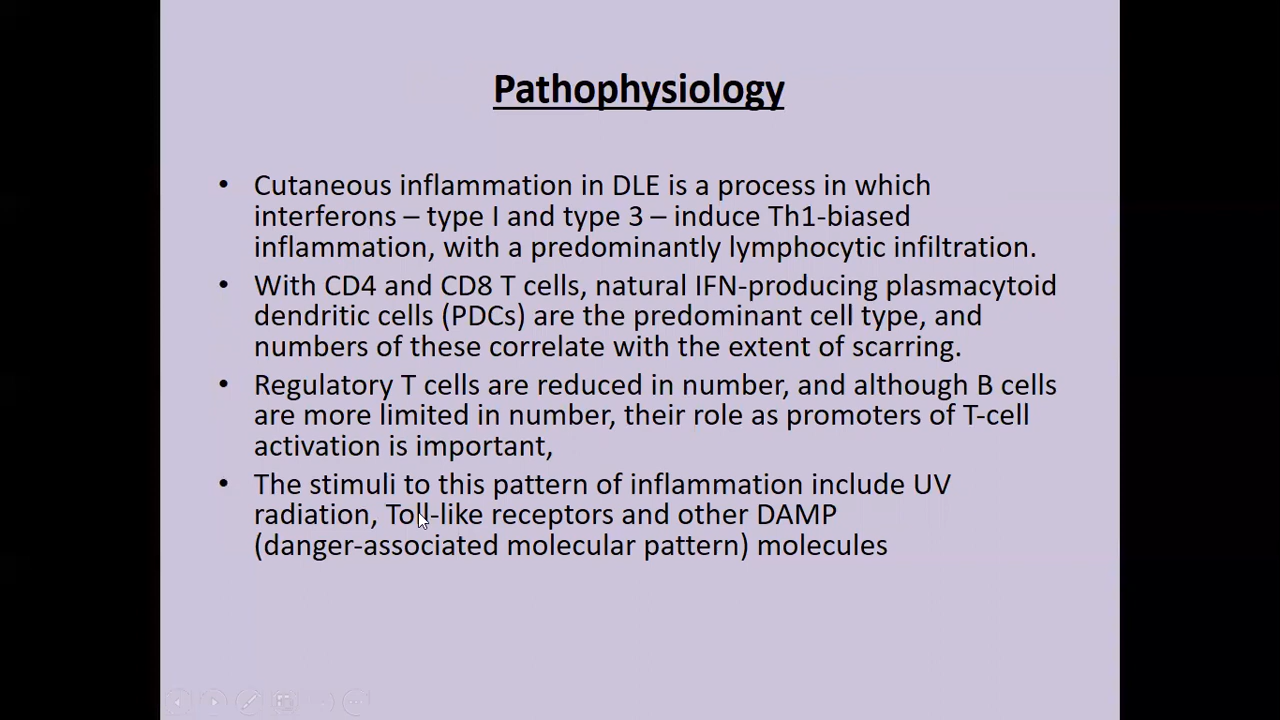 Pathophysiology
• Cutaneous inflammation in DLE is a process in which
interferons – type I and type 3 – induce Th1-biased
inflammation, with a predominantly lymphocytic infiltration.
• With CD4 and CD8 T cells, natural IFN-producing plasmacytoid
dendritic cells (PDCs) are the predominant cell type, and
numbers of these correlate with the extent of scarring.
• Regulatory T cells are reduced in number, and although B cells
are more limited in number, their role as promoters of T-cell
activation is important,
• The stimuli to this pattern of inflammation include UV
radiation, Toll-like receptors and other DAMP
(danger-associated molecular pattern) molecules